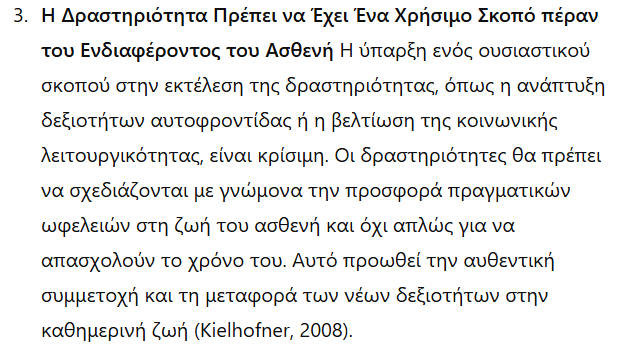 3. Η Δραστηριότητα Πρέπει να Έχει Ένα Χρήσιμο Σκοπό πέραν
του Ενδιαφέροντος του Ασθενή Η ύπαρξη ενός ουσιαστικού
σκοπού στην εκτέλεση της δραστηριότητας, όπως η ανάπτυξη
δεξιοτήτων αυτοφροντίδας ή η βελτίωση της κοινωνικής
λειτουργικότητας, είναι κρίσιμη. Οι δραστηριότητες θα πρέπει
να σχεδιάζονται με γνώμονα την προσφορά πραγματικών
ωφελειών στη ζωή του ασθενή και όχι απλώς για να
απασχολούν το χρόνο του. Αυτό προωθεί την αυθεντική
συμμετοχή και τη μεταφορά των νέων δεξιοτήτων στην
καθημερινή ζωή (Kielhofner, 2008).